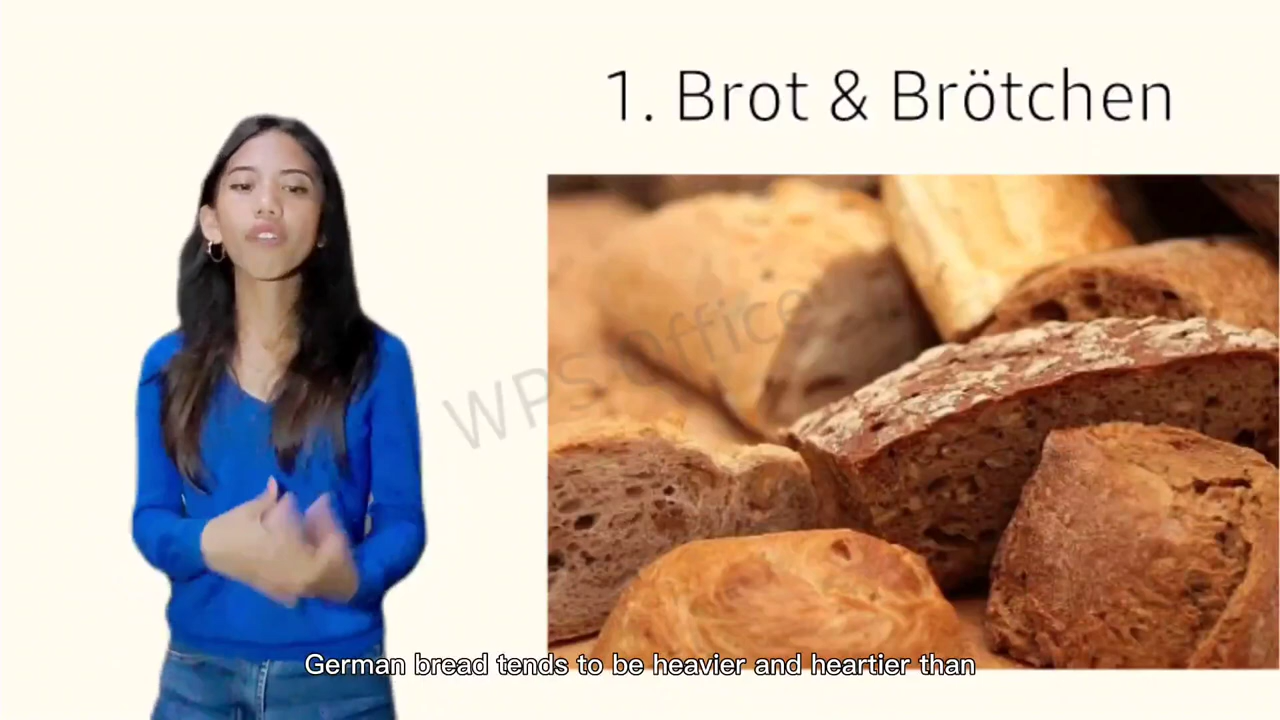 1. Brot & Brötchen
WPS Office
German bread tends to be heavier and heartier than